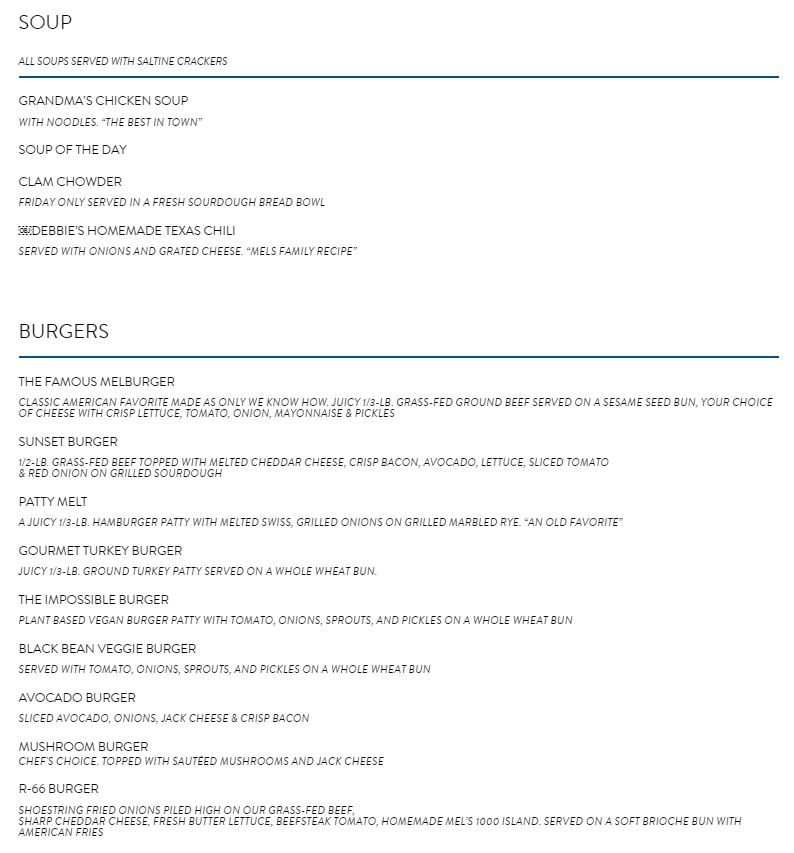 SOUP
ALL SOUPS SERVED WITH SALTINE CRACKERS
GRANDMA'S CHICKEN SOUP
WITH NOODLES. “THE BEST IN TOWN”
SOUP OF THE DAY
CLAM CHOWDER
FRIDAY ONLY SERVED IN A FRESH SOURDOUGH BREAD BOWL
￼DEBBIE'S HOMEMADE TEXAS CHILI
SERVED WITH ONIONS AND GRATED CHEESE. “MELS FAMILY RECIPE”
BURGERS
THE FAMOUS MELBURGER
CLASSIC AMERICAN FAVORITE MADE AS ONLY WE KNOW HOW. JUICY 1/3-LB. GRASS-FED GROUND BEEF SERVED ON A SESAME SEED BUN, YOUR CHOICE
OF CHEESE WITH CRISP LETTUCE, TOMATO, ONION, MAYONNAISE & PICKLES
SUNSET BURGER
1/2-LB. GRASS-FED BEEF TOPPED WITH MELTED CHEDDAR CHEESE, CRISP BACON, AVOCADO, LETTUCE, SLICED TOMATO
& RED ONION ON GRILLED SOURDOUGH
PATTY MELT
A JUICY 1/3-LB. HAMBURGER PATTY WITH MELTED SWISS, GRILLED ONIONS ON GRILLED MARBLED RYE. “AN OLD FAVORITE”
GOURMET TURKEY BURGER
JUICY 1/3-LB. GROUND TURKEY PATTY SERVED ON A WHOLE WHEAT BUN.
THE IMPOSSIBLE BURGER
PLANT BASED VEGAN BURGER PATTY WITH TOMATO, ONIONS, SPROUTS, AND PICKLES ON A WHOLE WHEAT BUN
BLACK BEAN VEGGIE BURGER
SERVED WITH TOMATO, ONIONS, SPROUTS, AND PICKLES ON A WHOLE WHEAT BUN
AVOCADO BURGER
SLICED AVOCADO, ONIONS, JACK CHEESE & CRISP BACON
MUSHROOM BURGER
CHEF'S CHOICE. TOPPED WITH SAUTÉED MUSHROOMS AND JACK CHEESE
R-66 BURGER
SHOESTRING FRIED ONIONS PILED HIGH ON OUR GRASS-FED BEEF,
SHARP CHEDDAR CHEESE, FRESH BUTTER LETTUCE, BEEFSTEAK TOMATO, HOMEMADE MEL'S 1000 ISLAND. SERVED ON A SOFT BRIOCHE BUN WITH
AMERICAN FRIES